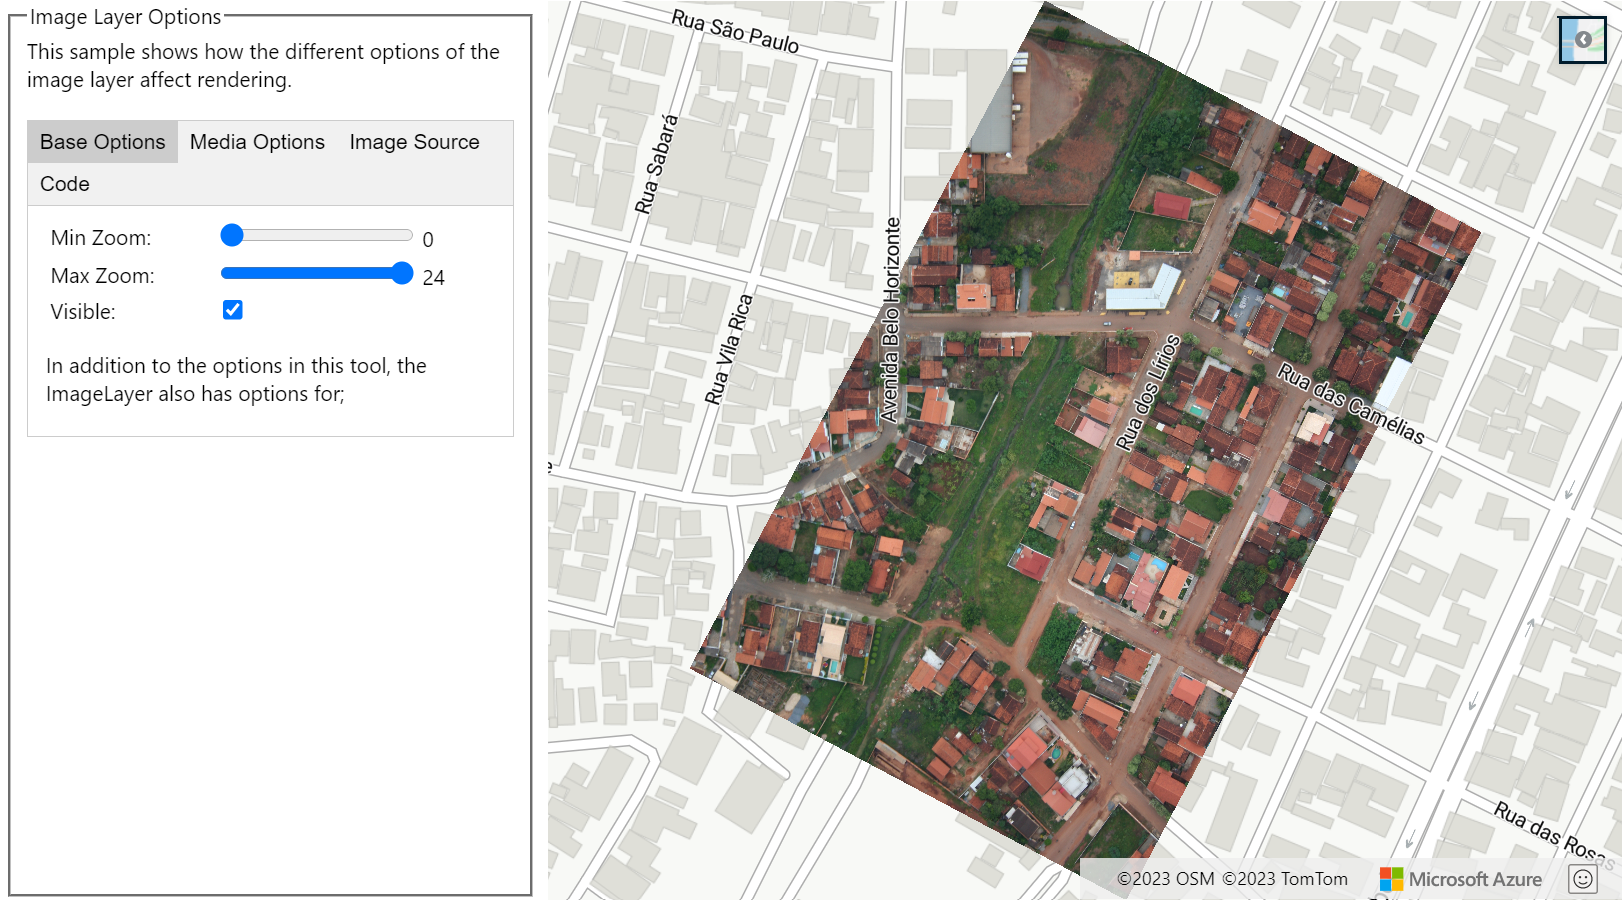 Image Layer Options
This sample shows how the different options of the
image layer affect rendering.
Base Options
Media Options
Image Source
Code
Min Zoom:
0
Max Zoom:
24
Visible:
In addition to the options in this tool, the
ImageLayer also has options for;
Rua São Paulo
Rua Sabará
Avenida Belo Horizonte
Rua Vila Rica
Rua dos Lírios
Rua das Camélias
Rua das Rosas
©2023 OSM ©2023 TomTom
Microsoft Azure